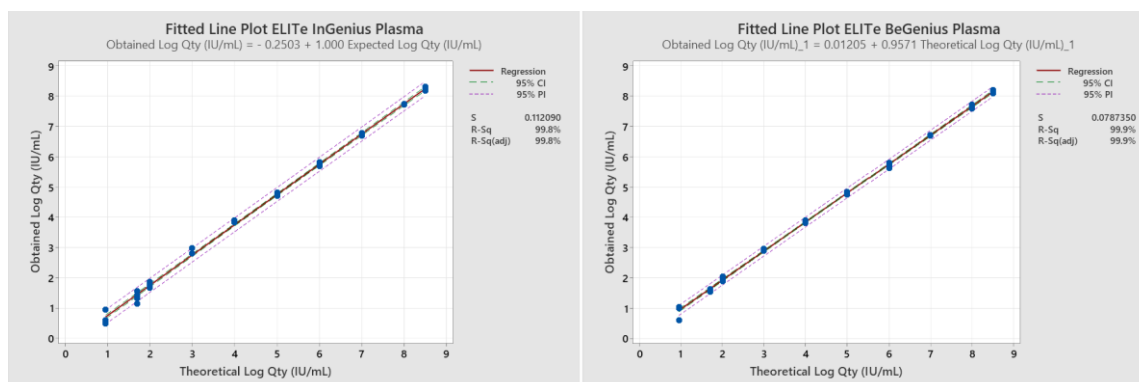 Fitted Line Plot ELITe InGenius Plasma
Obtained Log Qty (IU/mL) = - 0.2503 + 1.000 Expected Log Qty (IU/mL)
9
8
7
6
5
4
3
2
1
0
Obtained Log Qty (IU/mL)
0 1 2 3 4 5 6 7 8 9
Theoretical Log Qty (IU/mL)
Regression
95% CI
95% PI
S 0.112090
R-Sq 99.8%
R-Sq(adj) 99.8%
Fitted Line Plot ELITe BeGenius Plasma
Obtained Log Qty (IU/mL)_1 = 0.01205 + 0.9571 Theoretical Log Qty (IU/mL)_1
9
8
7
6
5
4
3
2
1
0
Obtained Log Qty (IU/mL)
0 1 2 3 4 5 6 7 8 9
Theoretical Log Qty (IU/mL)
Regression
95% CI
95% PI
S 0.0787350
R-Sq 99.9%
R-Sq(adj) 99.9%